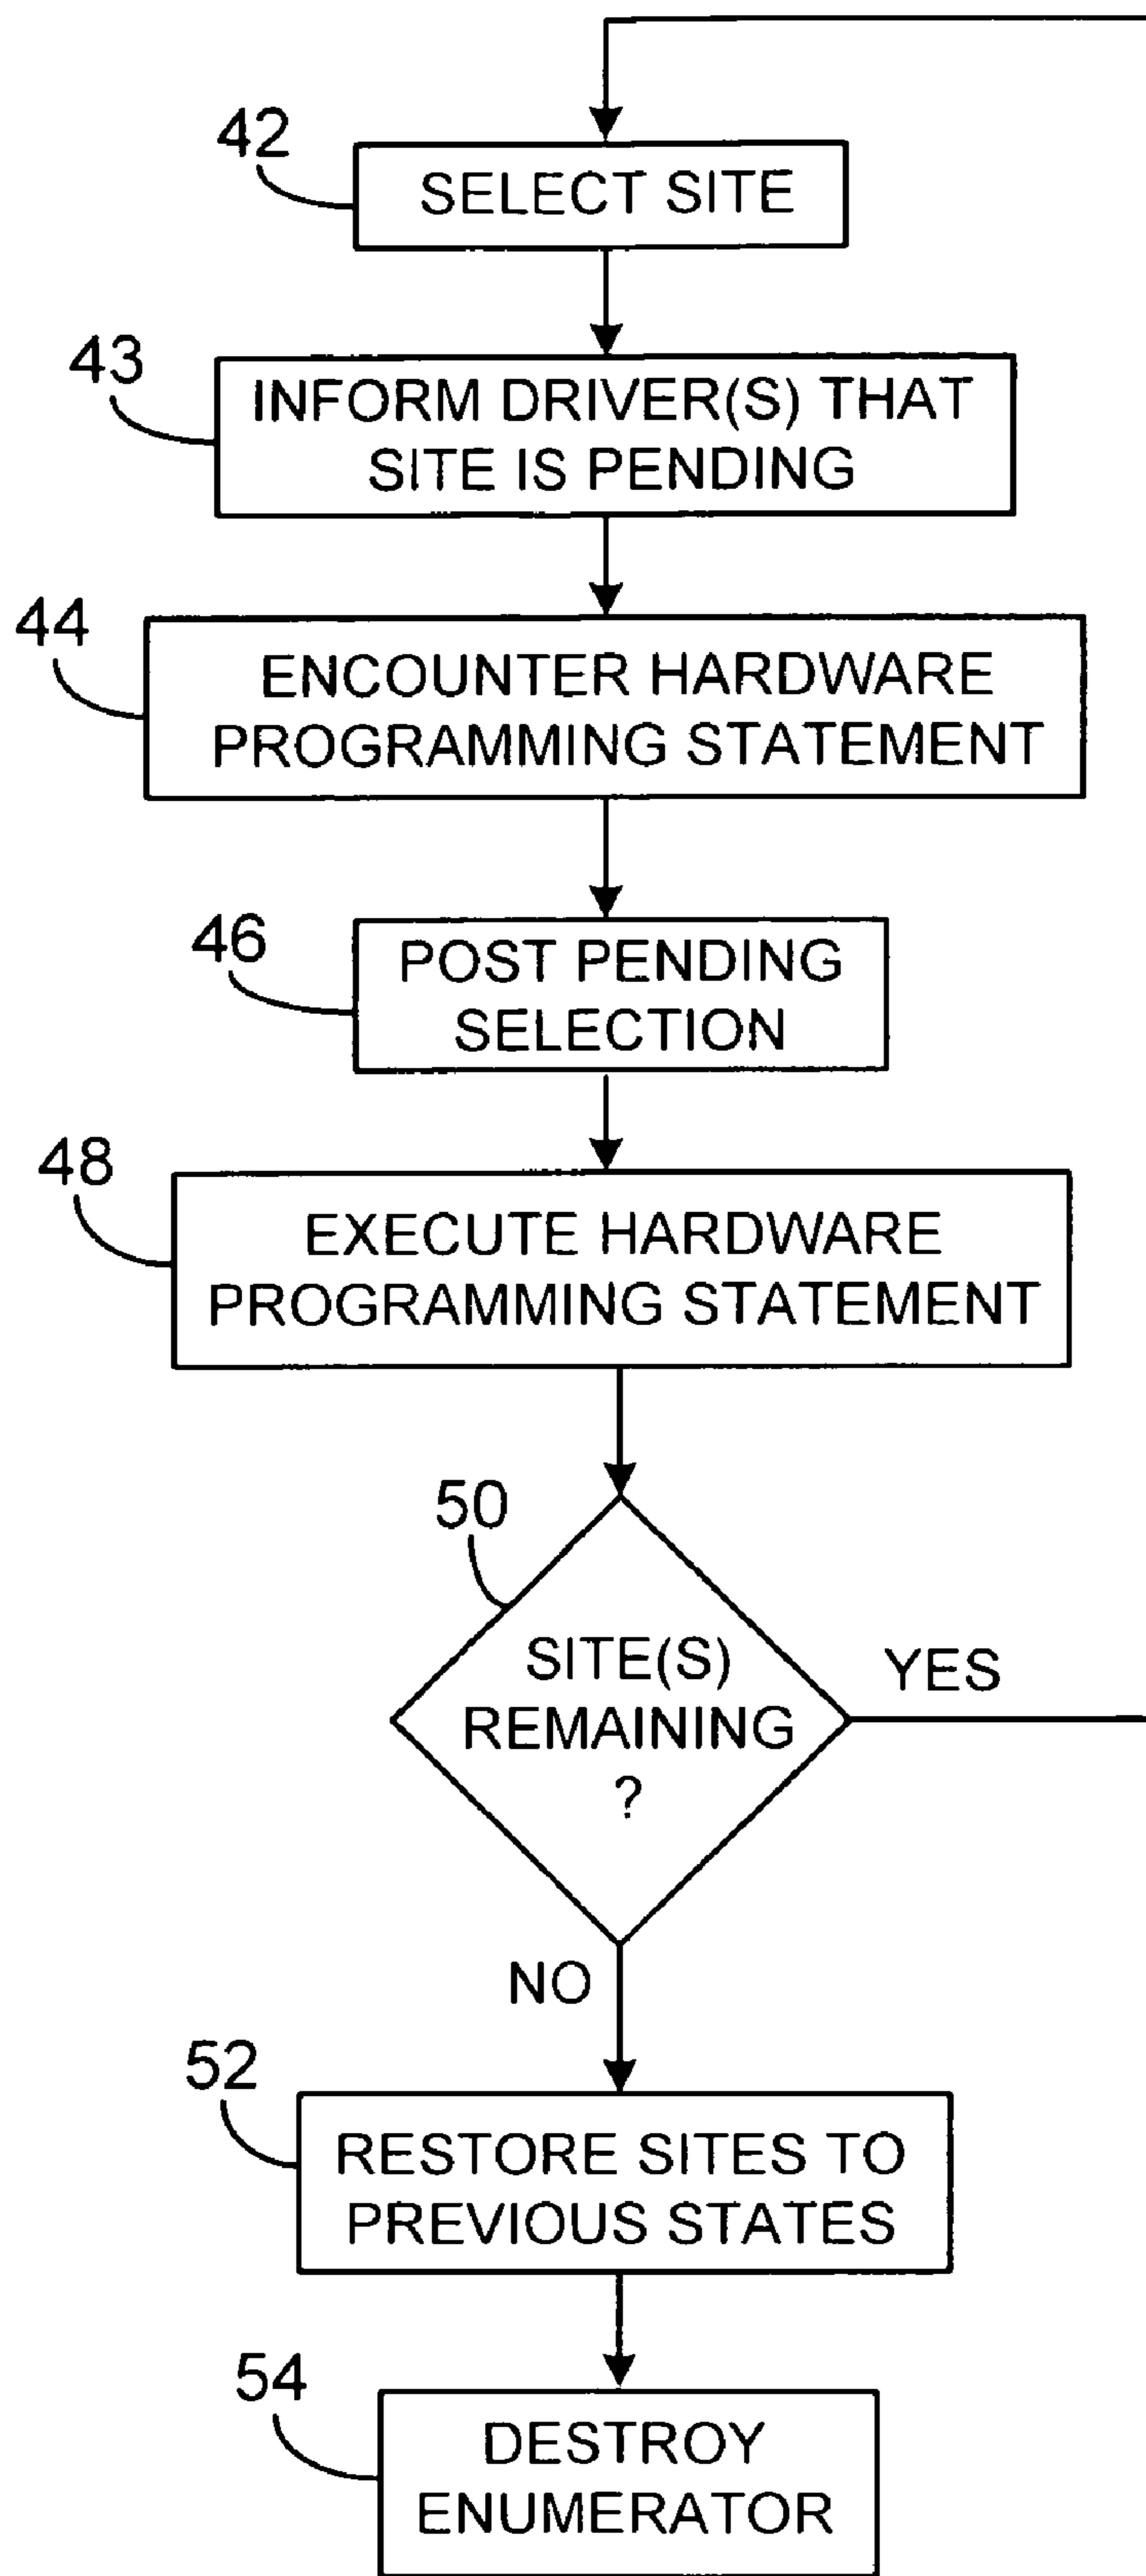 42
SELECT SITE
43
INFORM DRIVER(S) THAT
SITE IS PENDING
44
ENCOUNTER HARDWARE
PROGRAMMING STATEMENT
46
POST PENDING
SELECTION
48
EXECUTE HARDWARE
PROGRAMMING STATEMENT
50
SITE(S)
REMAINING
?
YES
NO
52
RESTORE SITES TO
PREVIOUS STATES
54
DESTROY
ENUMERATOR